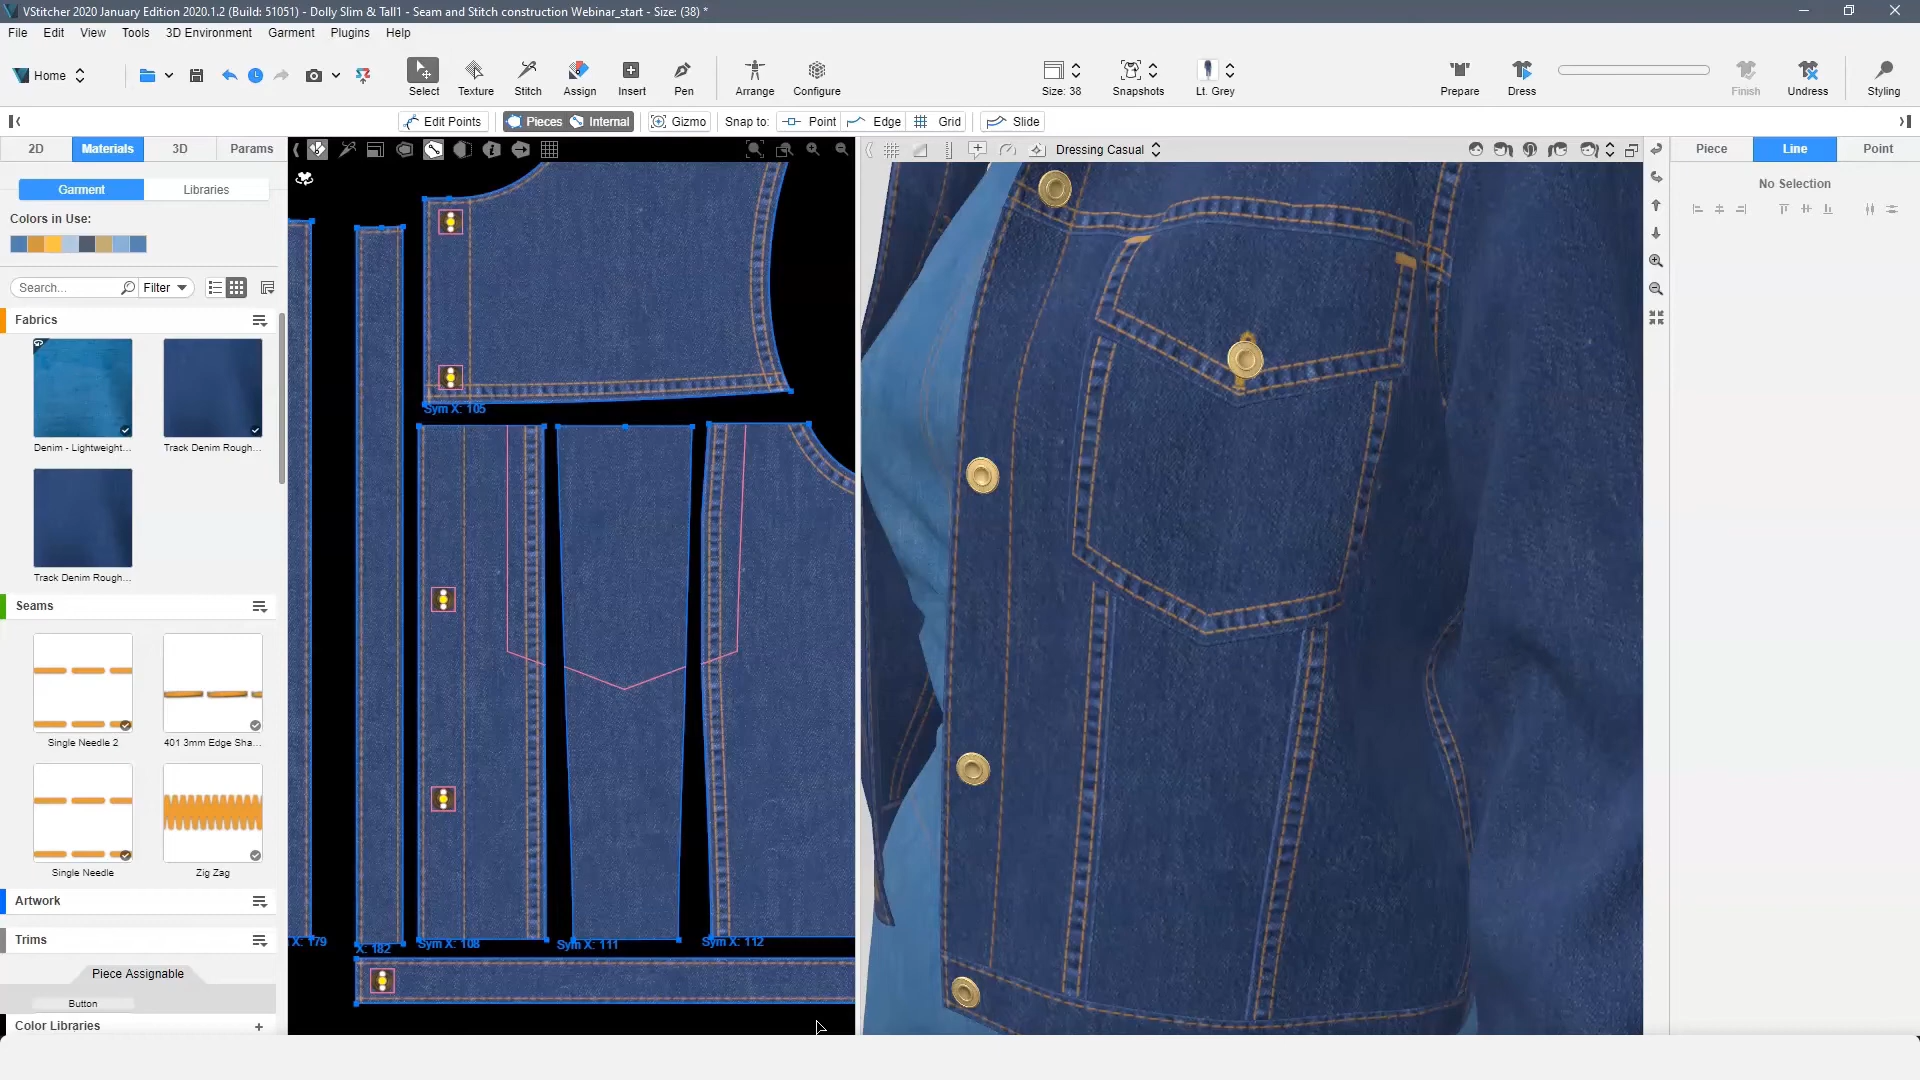 VStitcher 2020 January Edition 2020.1.2 (Build: 51051) - Dolly Slim & Tall1 - Seam and Stitch construction Webinar_start - Size: (38) *
File Edit View Tools 3D Environment Garment Plugins Help
Home Select Texture Stitch Assign Insert Pen Arrange Configure Size: 38 Snapshots Lt. Grey Prepare Dress Finish Undress Styling
Edit Points Pieces Internal Gizmo Snap to: Point Edge Grid Slide
2D Materials 3D Params Dressing Casual Piece Line Point
Garment Libraries
No Selection
Colors in Use:
Search... Filter
Fabrics
Denim - Lightweight... Track Denim Rough...
Track Denim Rough...
Seams
Single Needle 2 401 3mm Edge Sha...
Single Needle Zig Zag
Artwork
Trims
Piece Assignable
Button
Color Libraries
Sym X: 105
X: 179
X: 182
Sym X: 108
Sym X: 111
Sym X: 112